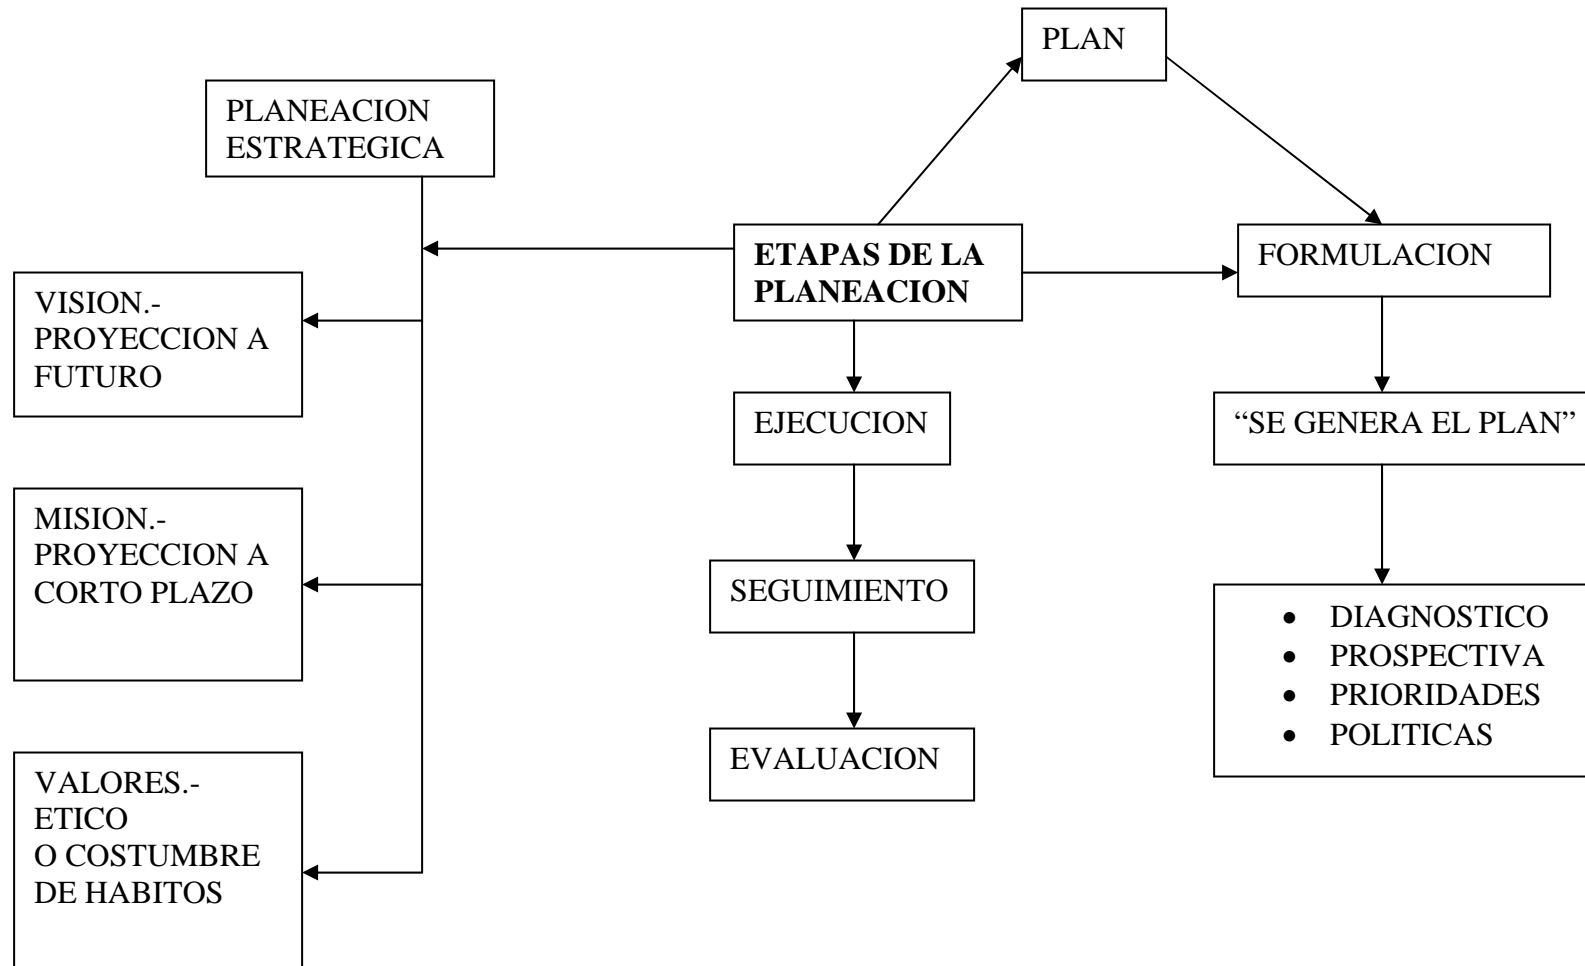 PLAN
PLANEACION
ESTRATEGICA
ETAPAS DE LA
PLANEACION
FORMULACION
VISION.-
PROYECCION A
FUTURO
EJECUCION
“SE GENERA EL PLAN”
MISION.-
PROYECCION A
CORTO PLAZO
SEGUIMIENTO
• DIAGNOSTICO
• PROSPECTIVA
• PRIORIDADES
• POLITICAS
EVALUACION
VALORES.-
ETICO
O COSTUMBRE
DE HABITOS